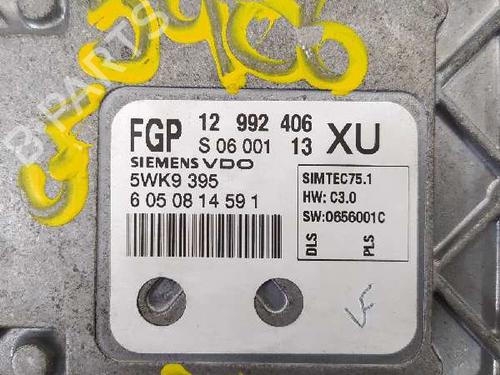 FGP 12 992 406 XU
S 06 001 13
SIEMENS VDO
5WK9 395
6 05 08 14 59 1
SIMTEC75.1
HW: C3.0
SW:0656001C
DLS
PLS
B-PARTS